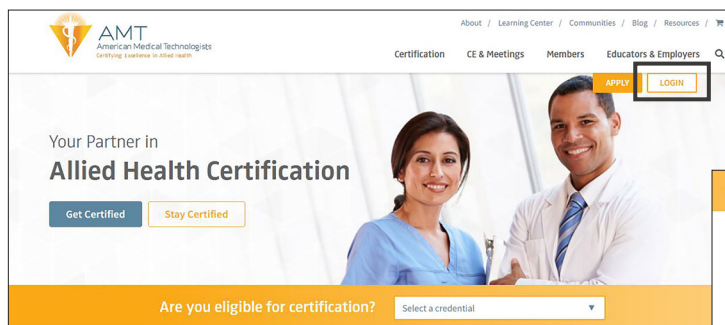 About / Learning Center / Communities / Blog / Resources /
AMT
American Medical Technologists
Certifying Excellence in Allied Health
Certification CE & Meetings Members Educators & Employers
APPLY LOGIN
Your Partner in
Allied Health Certification
Get Certified Stay Certified
Are you eligible for certification? Select a credential